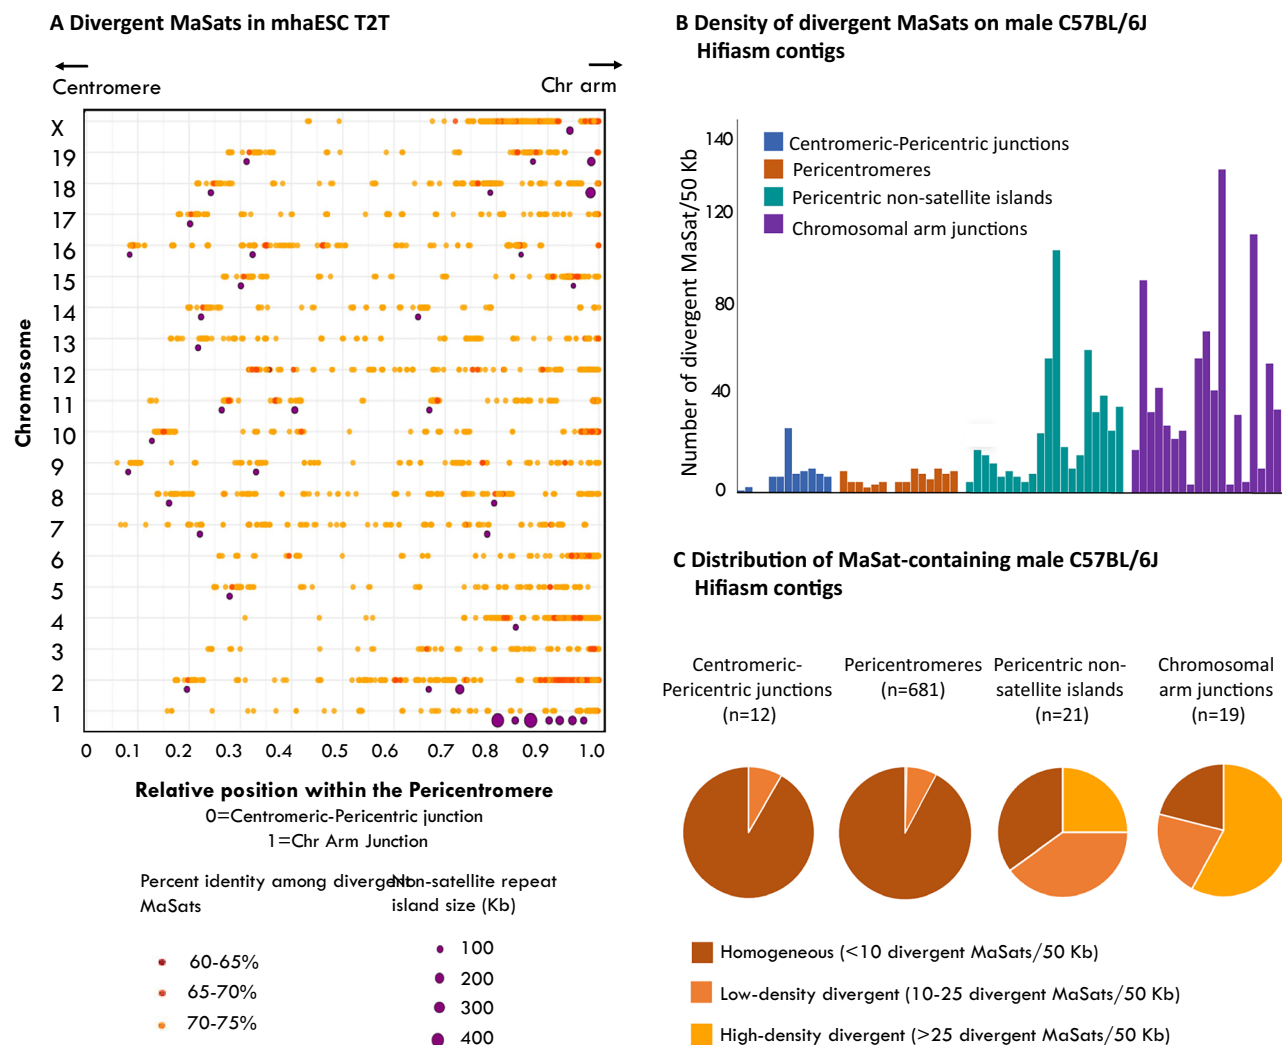 A Divergent MaSats in mhaESC T2T
Centromere
Chr arm
Chromosome
X
19
18
17
16
15
14
13
12
11
10
9
8
7
6
5
4
3
2
1
0 0.1 0.2 0.3 0.4 0.5 0.6 0.7 0.8 0.9 1.0
Relative position within the Pericentromere
0=Centromeric-Pericentric junction
1=Chr Arm Junction
Percent identity among divergent
MaSats
60-65%
65-70%
70-75%
Non-satellite repeat
island size (Kb)
100
200
300
400
B Density of divergent MaSats on male C57BL/6J
Hifiasm contigs
Number of divergent MaSat/50 Kb
140
120
80
40
0
Centromeric-Pericentric junctions
Pericentromeres
Pericentric non-satellite islands
Chromosomal arm junctions
C Distribution of MaSat-containing male C57BL/6J
Hifiasm contigs
Centromeric-
Pericentric junctions
(n=12)
Pericentromeres
(n=681)
Pericentric non-
satellite islands
(n=21)
Chromosomal
arm junctions
(n=19)
Homogeneous (<10 divergent MaSats/50 Kb)
Low-density divergent (10-25 divergent MaSats/50 Kb)
High-density divergent (>25 divergent MaSats/50 Kb)